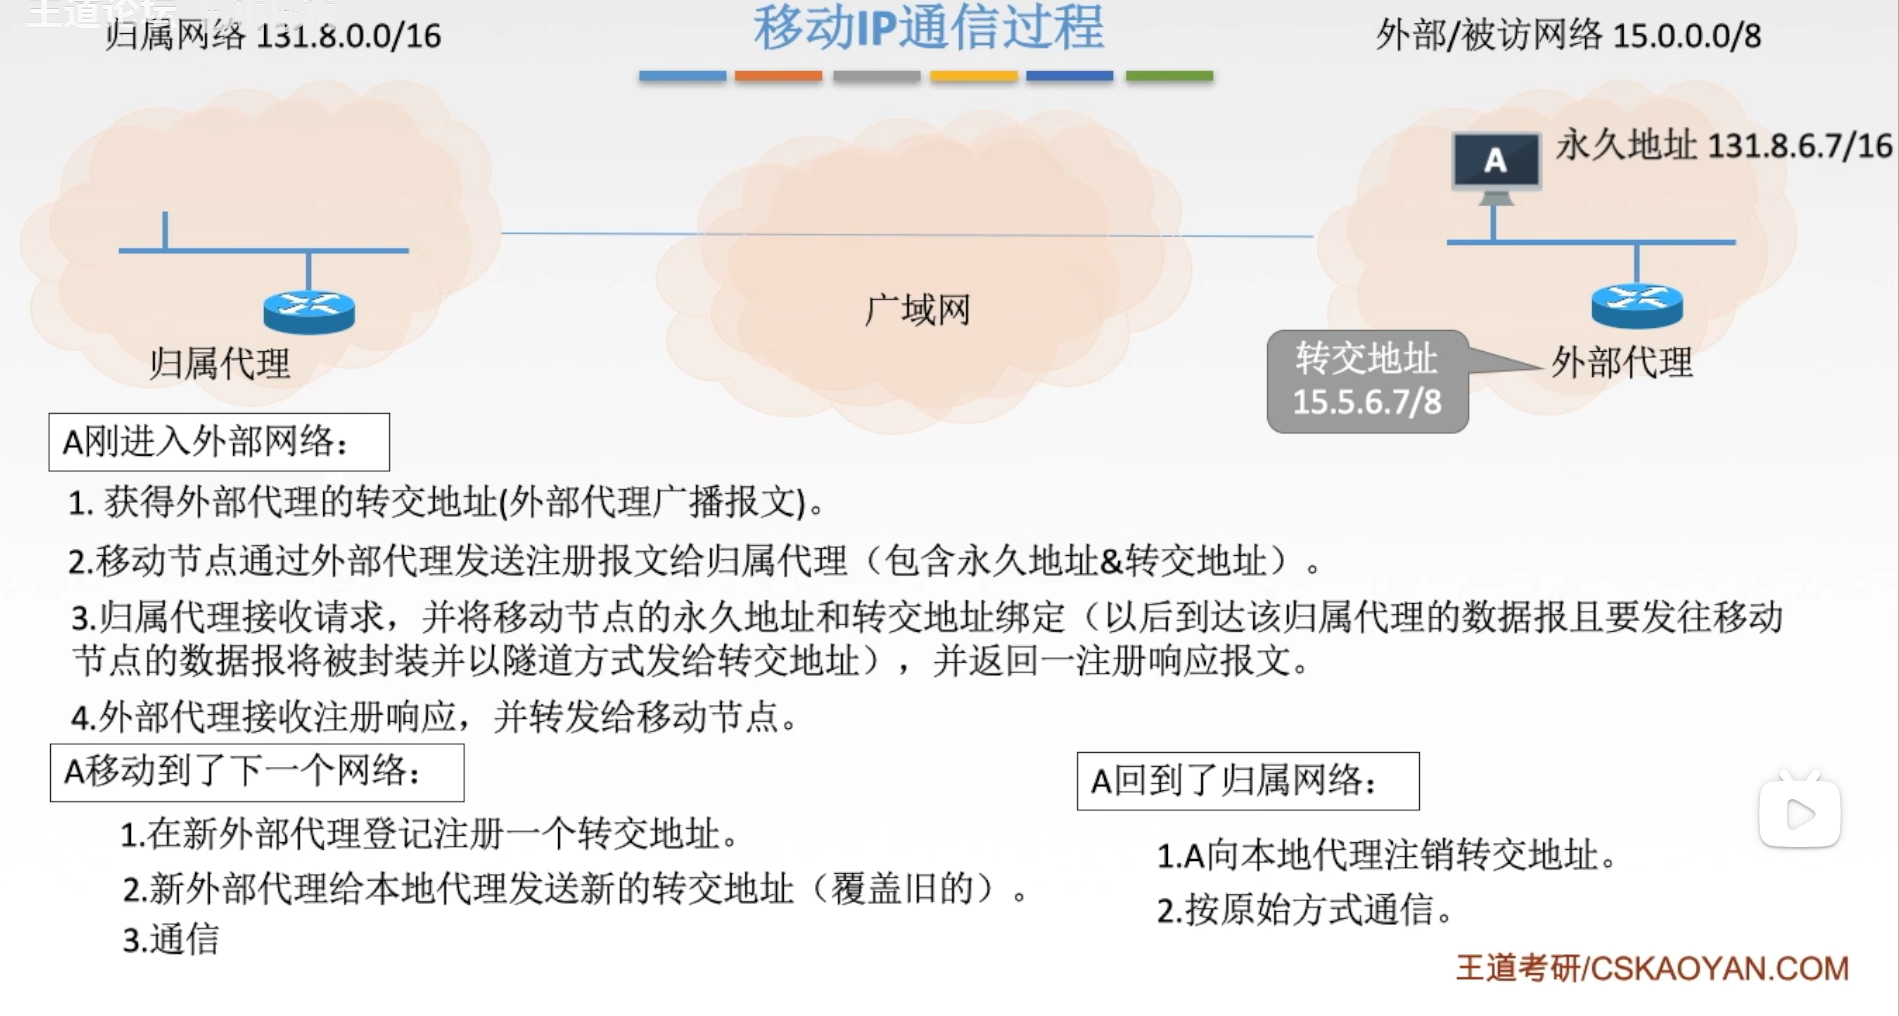 王道论坛
归属网络 131.8.0.0/16
移动IP通信过程
外部/被访网络 15.0.0.0/8
A
永久地址 131.8.6.7/16
广域网
归属代理
转交地址
15.5.6.7/8
外部代理
A刚进入外部网络：
1. 获得外部代理的转交地址(外部代理广播报文)。
2.移动节点通过外部代理发送注册报文给归属代理（包含永久地址&转交地址）。
3.归属代理接收请求，并将移动节点的永久地址和转交地址绑定（以后到达该归属代理的数据报且要发往移动
节点的数据报将被封装并以隧道方式发给转交地址），并返回一注册响应报文。
4.外部代理接收注册响应，并转发给移动节点。
A移动到了下一个网络：
1.在新外部代理登记注册一个转交地址。
2.新外部代理给本地代理发送新的转交地址（覆盖旧的）。
3.通信
A回到了归属网络：
1.A向本地代理注销转交地址。
2.按原始方式通信。
王道考研/CSKAOYAN.COM